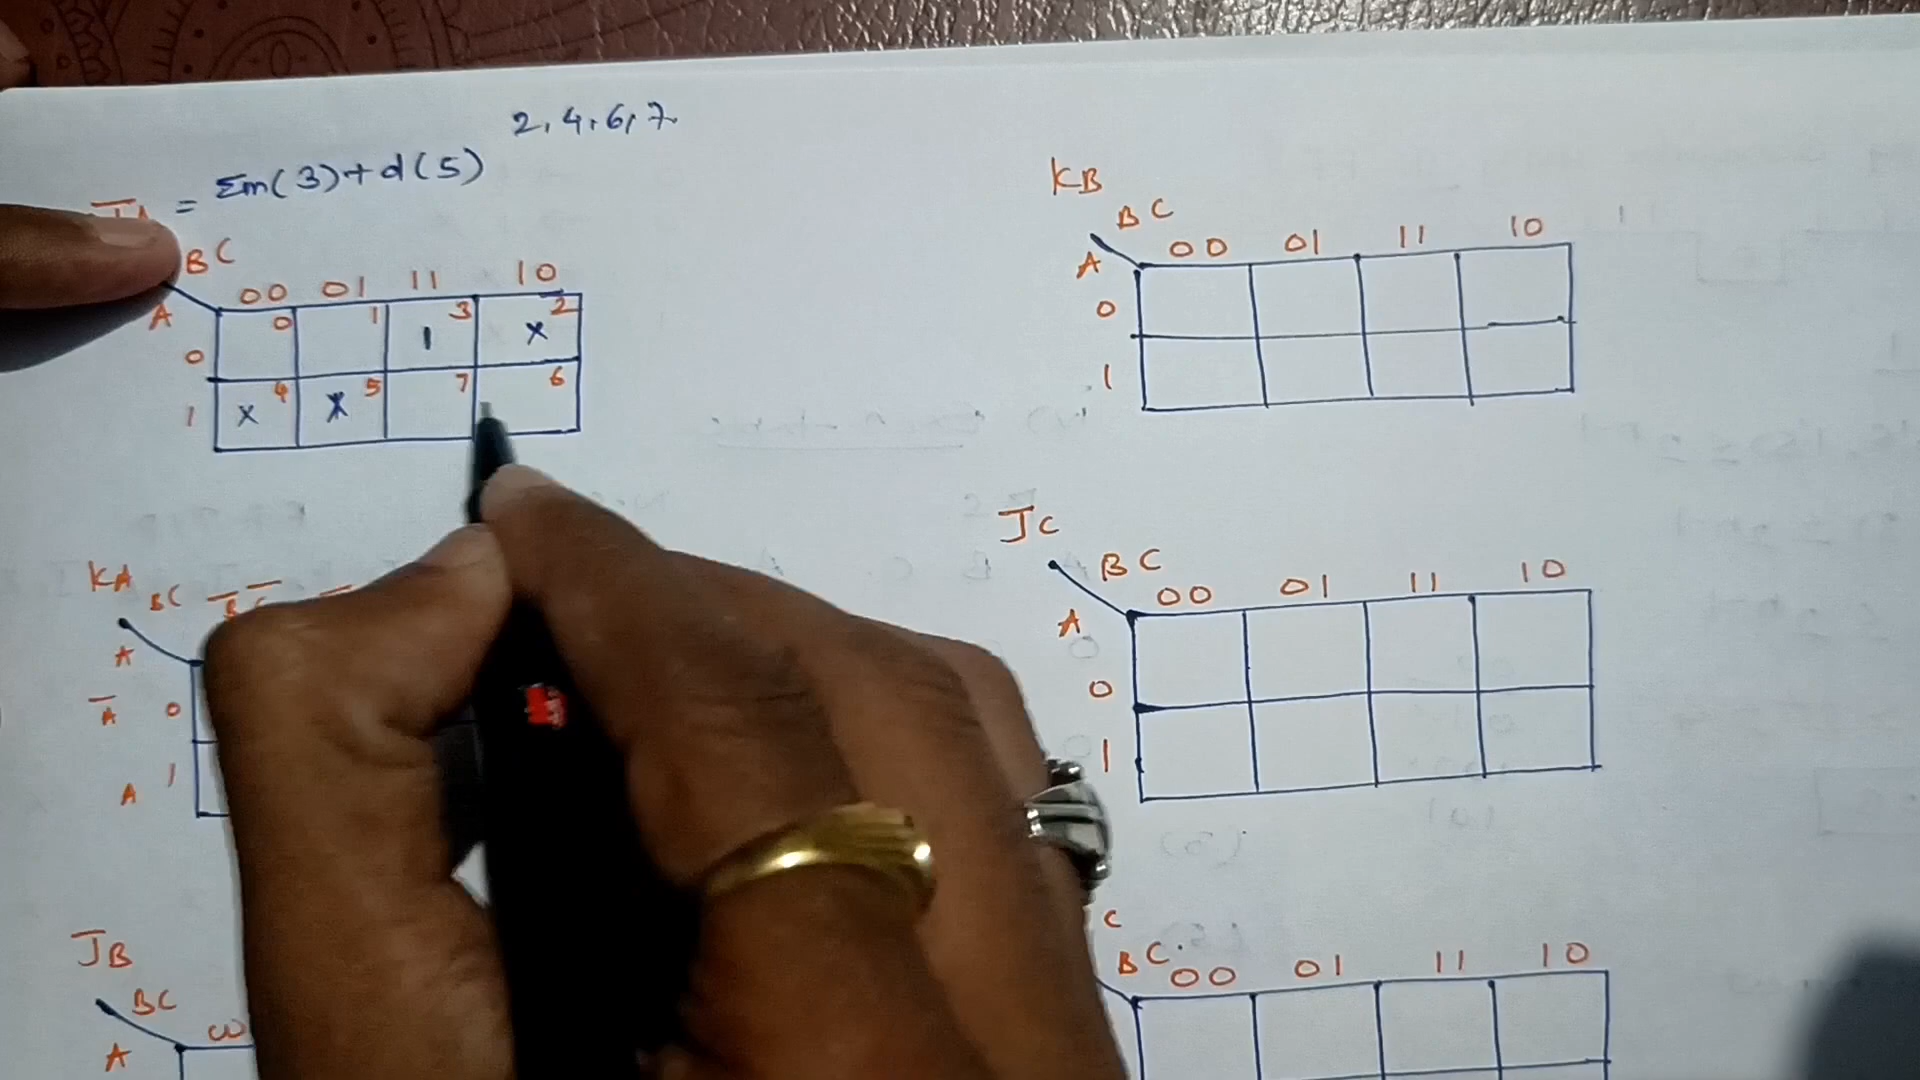 2, 4, 6, 7
= Σm(3)+d(5)
BC
00 01 11 10
A
0 1 3 2
0 1 X
4 5 7 6
1 X X
KB
BC
00 01 11 10
A
0
1
KA
BC
A
Ā 0
A 1
JC
BC
00 01 11 10
A
0
1
JB
BC
A
C
BC
00 01 11 10